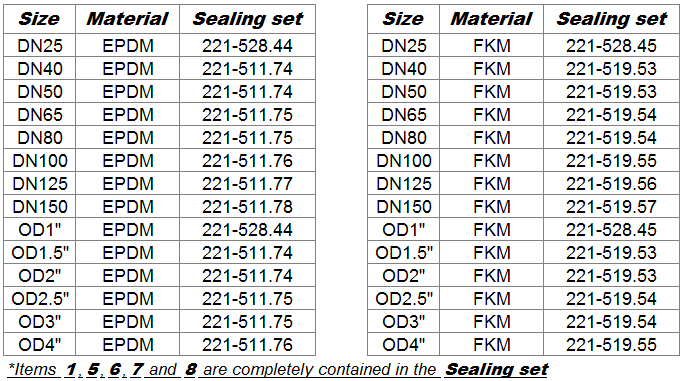 Size Material Sealing set Size Material Sealing set
DN25 EPDM 221-528.44 DN25 FKM 221-528.45
DN40 EPDM 221-511.74 DN40 FKM 221-519.53
DN50 EPDM 221-511.74 DN50 FKM 221-519.53
DN65 EPDM 221-511.75 DN65 FKM 221-519.54
DN80 EPDM 221-511.75 DN80 FKM 221-519.54
DN100 EPDM 221-511.76 DN100 FKM 221-519.55
DN125 EPDM 221-511.77 DN125 FKM 221-519.56
DN150 EPDM 221-511.78 DN150 FKM 221-519.57
OD1" EPDM 221-528.44 OD1" FKM 221-528.45
OD1.5" EPDM 221-511.74 OD1.5" FKM 221-519.53
OD2" EPDM 221-511.74 OD2" FKM 221-519.53
OD2.5" EPDM 221-511.75 OD2.5" FKM 221-519.54
OD3" EPDM 221-511.75 OD3" FKM 221-519.54
OD4" EPDM 221-511.76 OD4" FKM 221-519.55
*Items 1, 5, 6, 7 and 8 are completely contained in the Sealing set